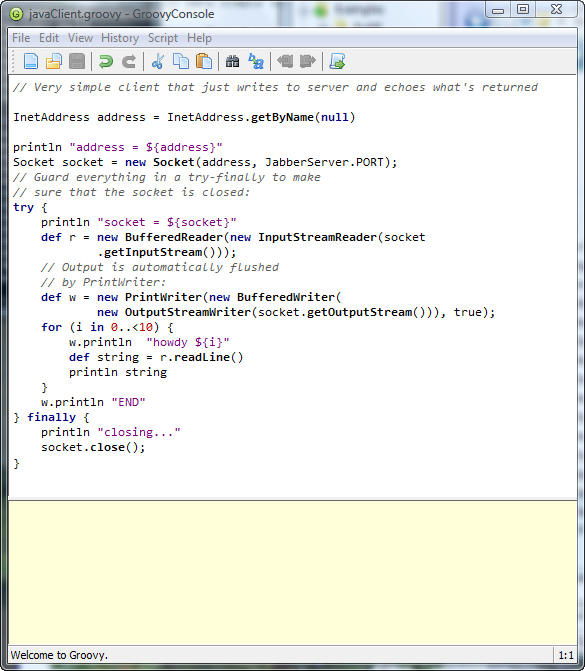 javaClient.groovy - GroovyConsole
File Edit View History Script Help
// Very simple client that just writes to server and echoes what's returned
InetAddress address = InetAddress.getByName(null)
println "address = ${address}"
Socket socket = new Socket(address, JabberServer.PORT);
// Guard everything in a try-finally to make
// sure that the socket is closed:
try {
    println "socket = ${socket}"
    def r = new BufferedReader(new InputStreamReader(socket
            .getInputStream()));
    // Output is automatically flushed
    // by PrintWriter:
    def w = new PrintWriter(new BufferedWriter(
            new OutputStreamWriter(socket.getOutputStream())), true);
    for (i in 0..<10) {
        w.println  "howdy ${i}"
        def string = r.readLine()
        println string
    }
    w.println "END"
} finally {
    println "closing..."
    socket.close();
}
Welcome to Groovy.
1:1